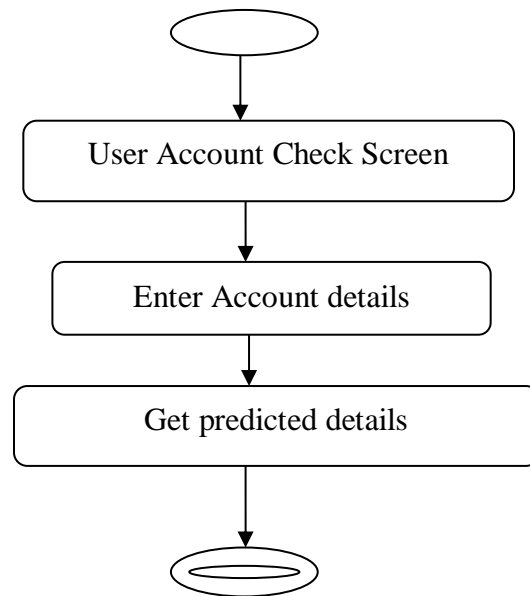 User Account Check Screen
Enter Account details
Get predicted details